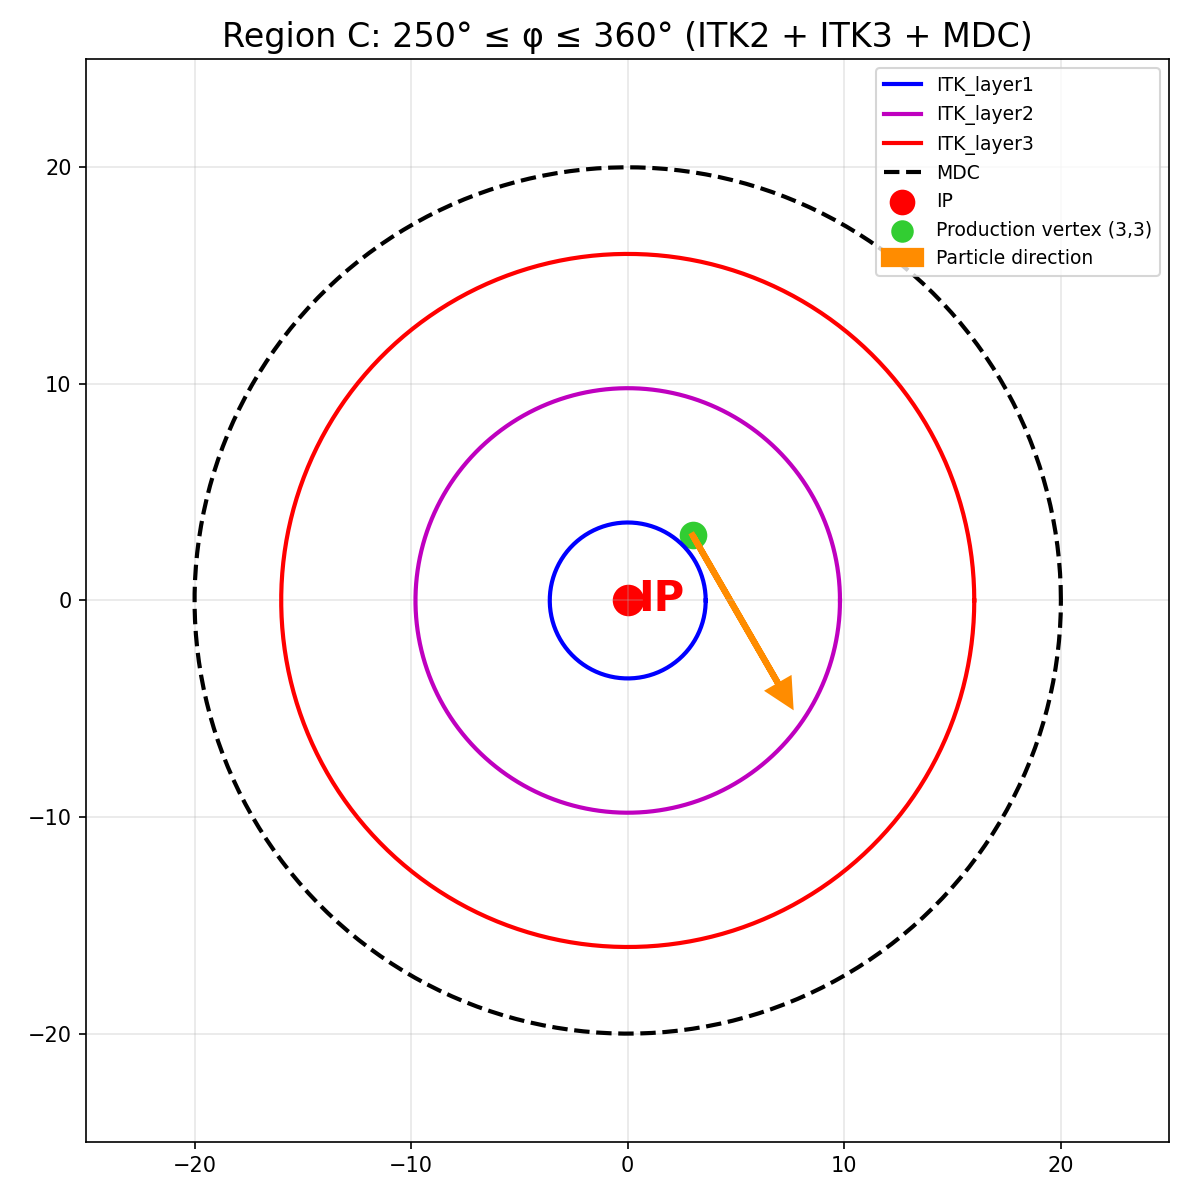 Region C: 250° ≤ φ ≤ 360° (ITK2 + ITK3 + MDC)
ITK_layer1
ITK_layer2
ITK_layer3
MDC
IP
Production vertex (3,3)
Particle direction
20
10
0
−10
−20
IP
−20
−10
0
10
20